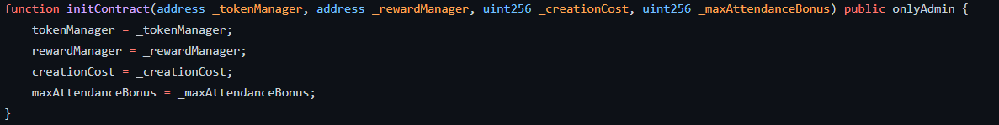 function initContract(address _tokenManager, address _rewardManager, uint256 _creationCost, uint256 _maxAttendanceBonus) public onlyAdmin {
    tokenManager = _tokenManager;
    rewardManager = _rewardManager;
    creationCost = _creationCost;
    maxAttendanceBonus = _maxAttendanceBonus;
}